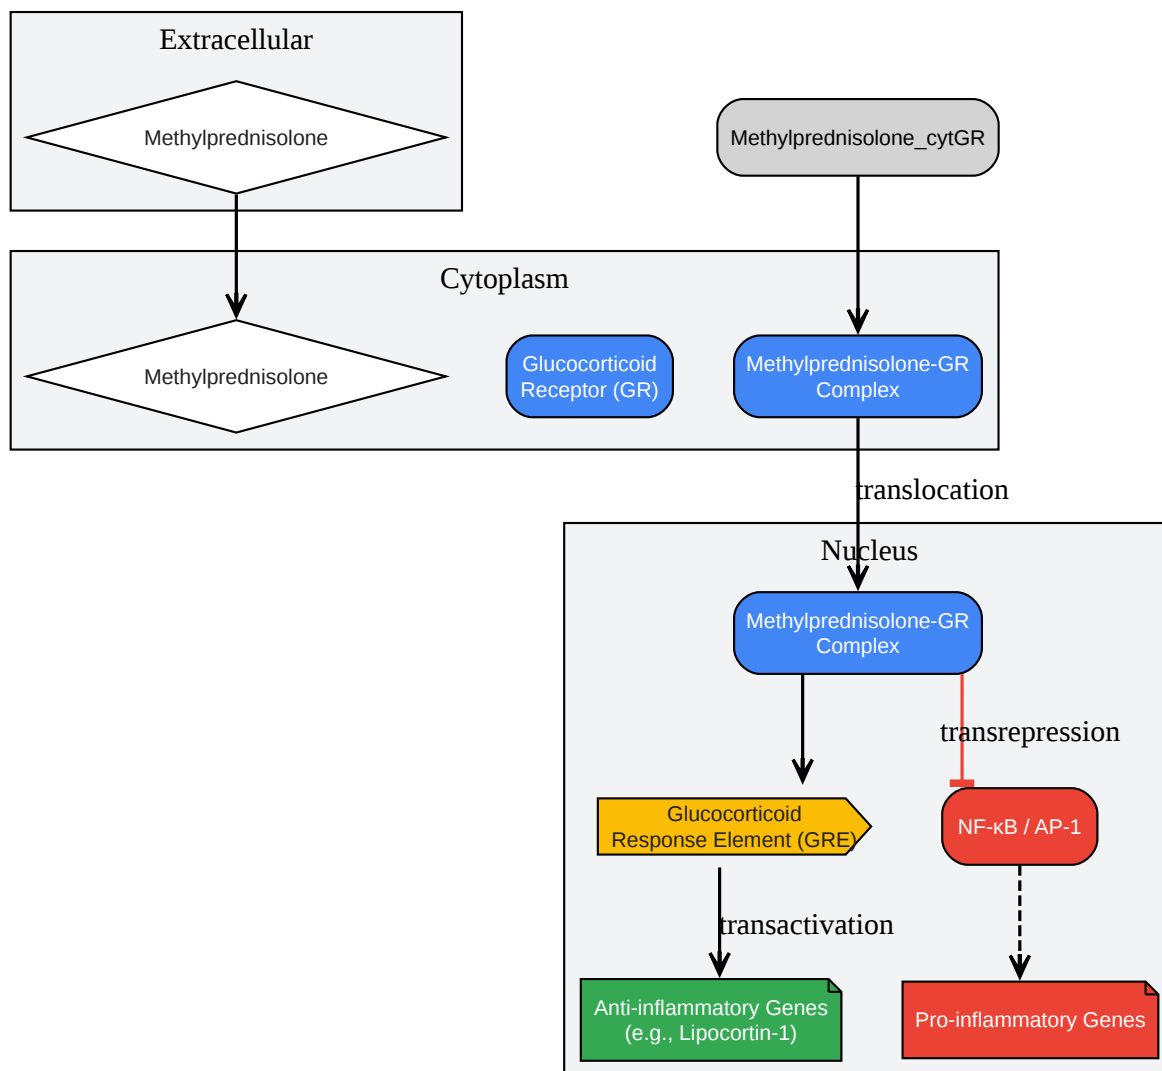 Extracellular
Methylprednisolone
Methylprednisolone_cytGR
Cytoplasm
Methylprednisolone
Glucocorticoid
Receptor (GR)
Methylprednisolone-GR
Complex
translocation
Nucleus
Methylprednisolone-GR
Complex
transrepression
Glucocorticoid
Response Element (GRE)
NF-κB / AP-1
transactivation
Anti-inflammatory Genes
(e.g., Lipocortin-1)
Pro-inflammatory Genes